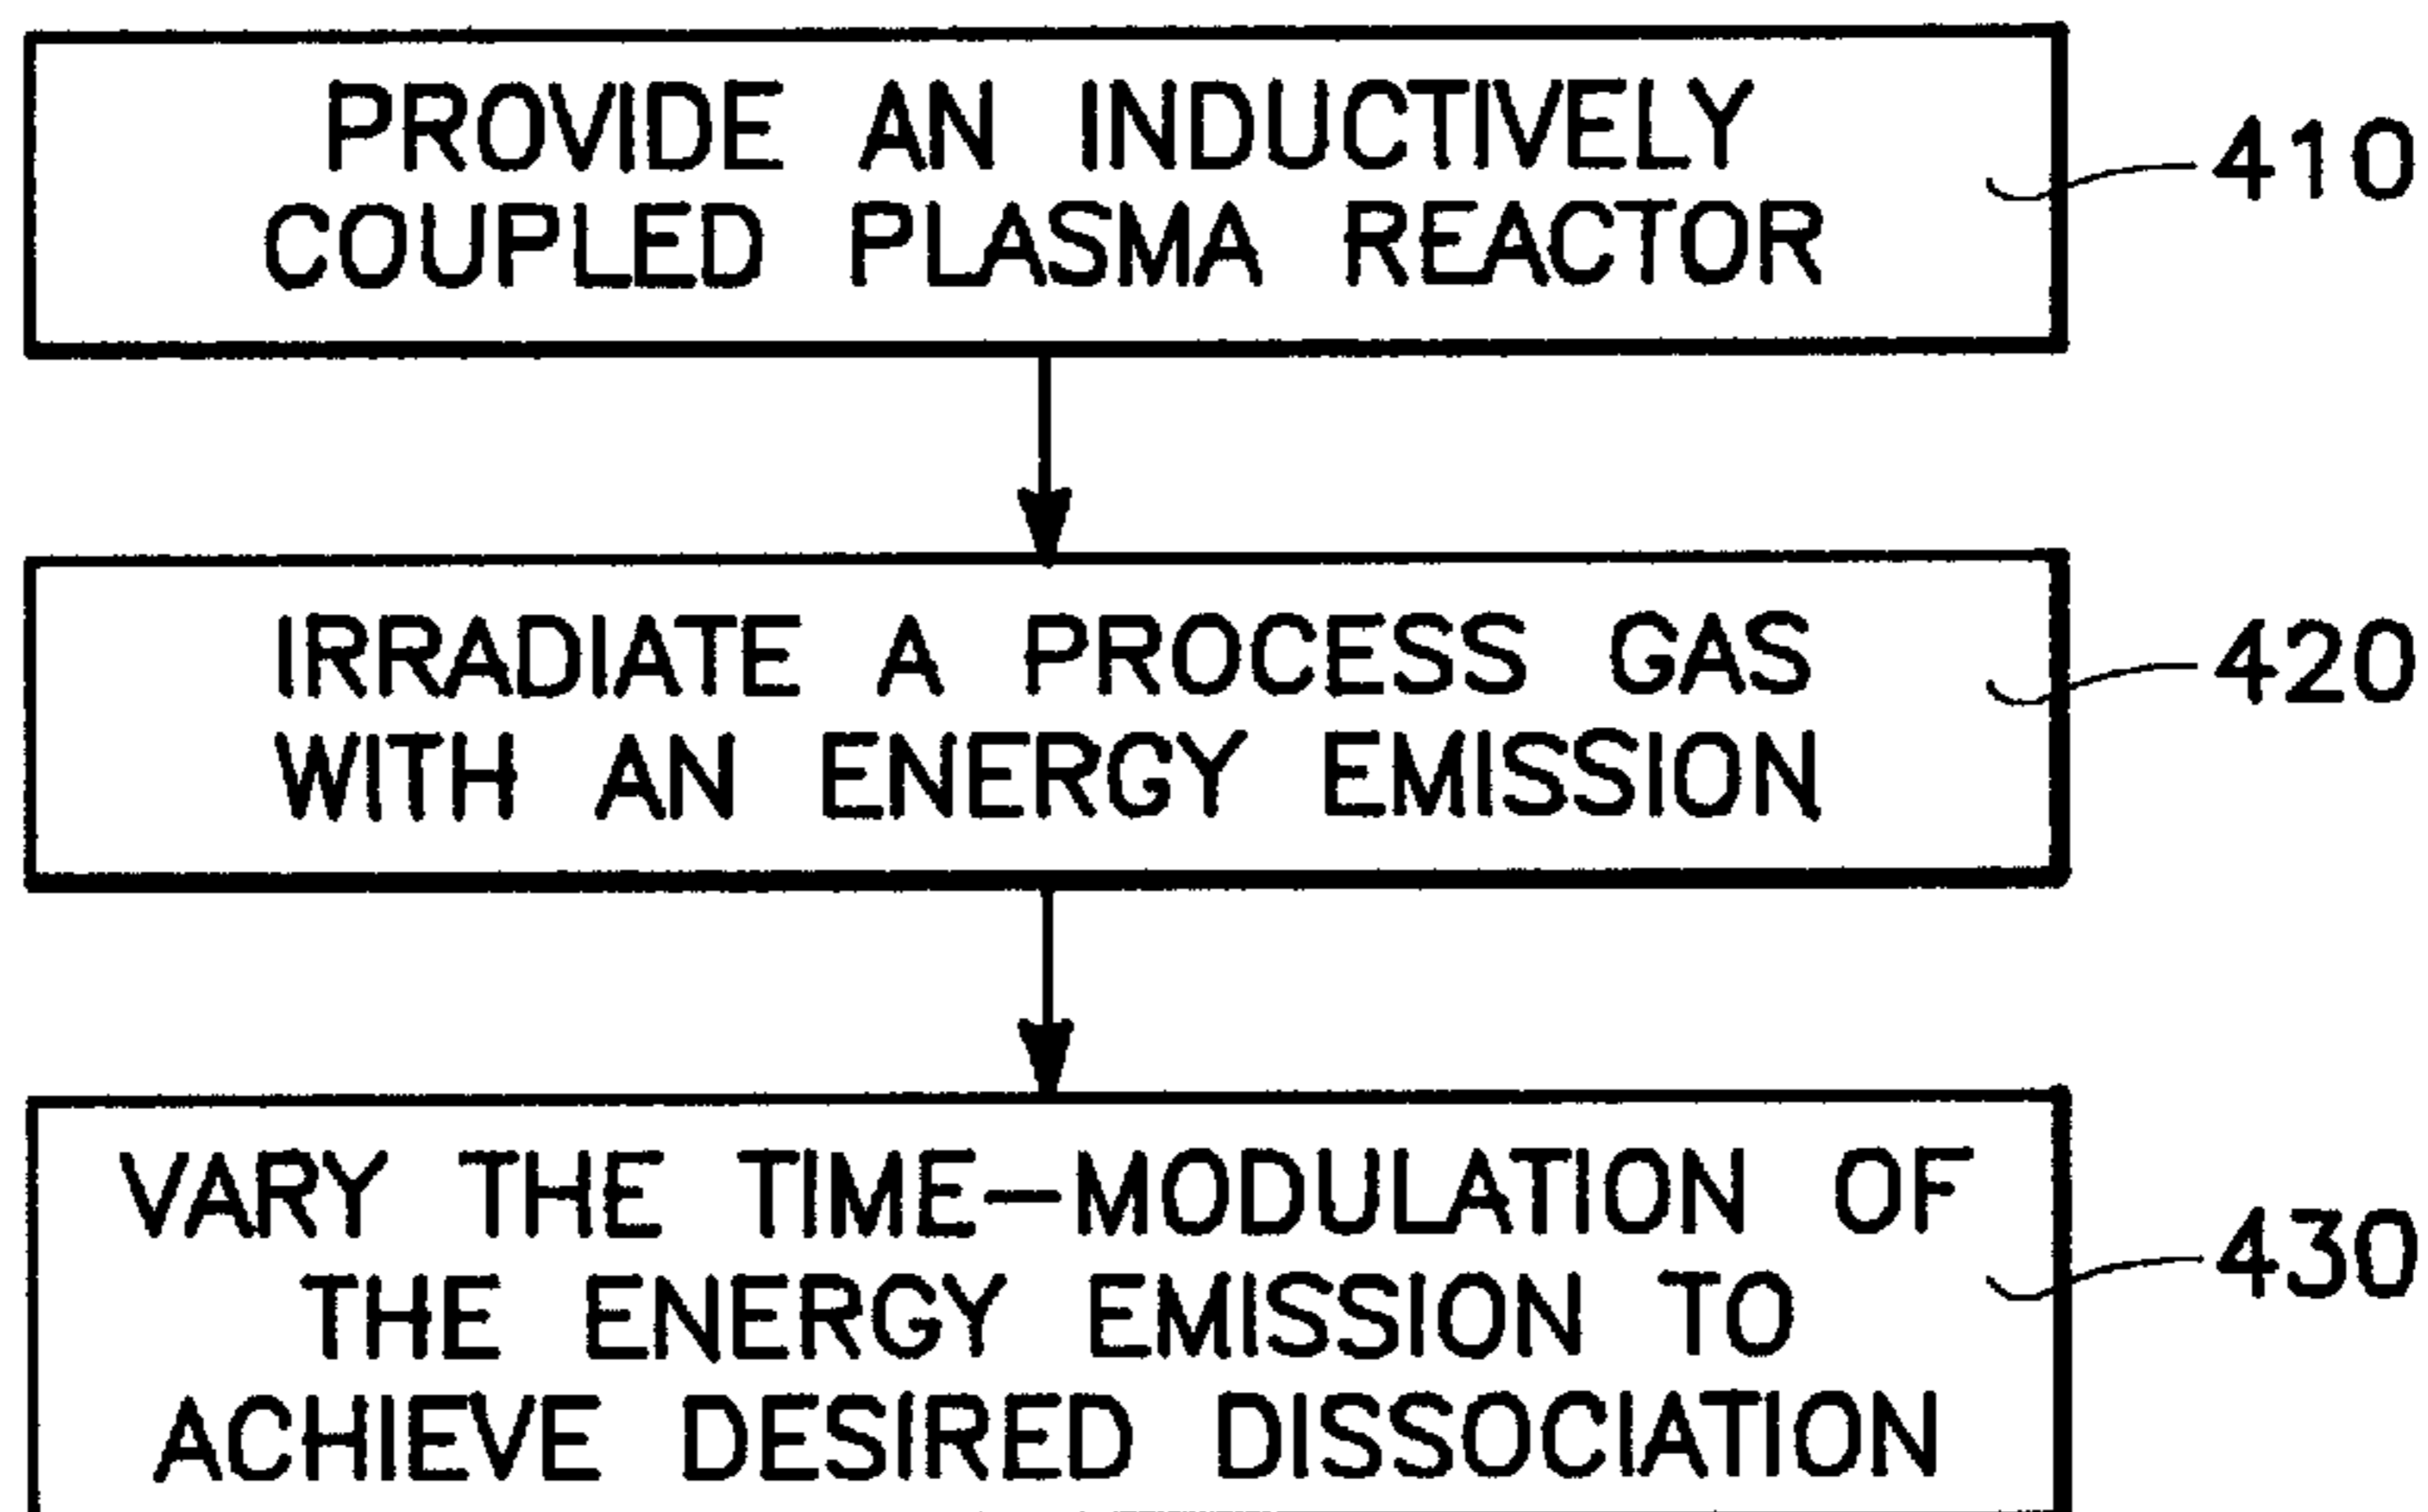 PROVIDE AN INDUCTIVELY
COUPLED PLASMA REACTOR
410
IRRADIATE A PROCESS GAS
WITH AN ENERGY EMISSION
420
VARY THE TIME—MODULATION OF
THE ENERGY EMISSION TO
ACHIEVE DESIRED DISSOCIATION
430